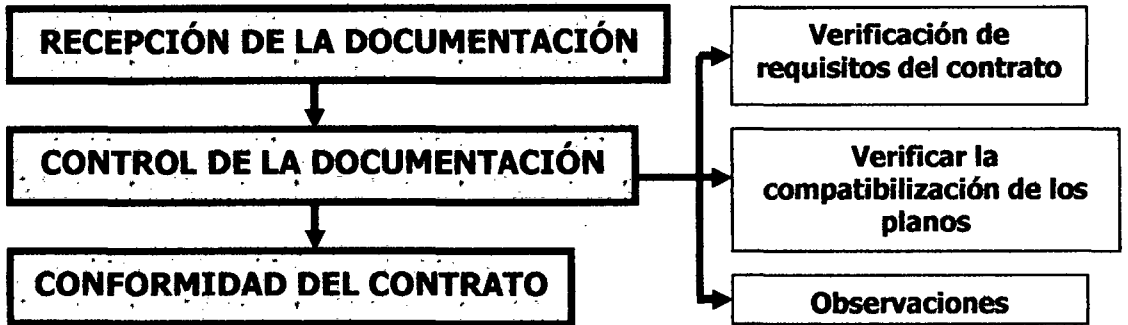 RECEPCIÓN DE LA DOCUMENTACIÓN
CONTROL DE LA DOCUMENTACIÓN
CONFORMIDAD DEL CONTRATO
Verificación de
requisitos del contrato
Verificar la
compatibilización de los
planos
Observaciones